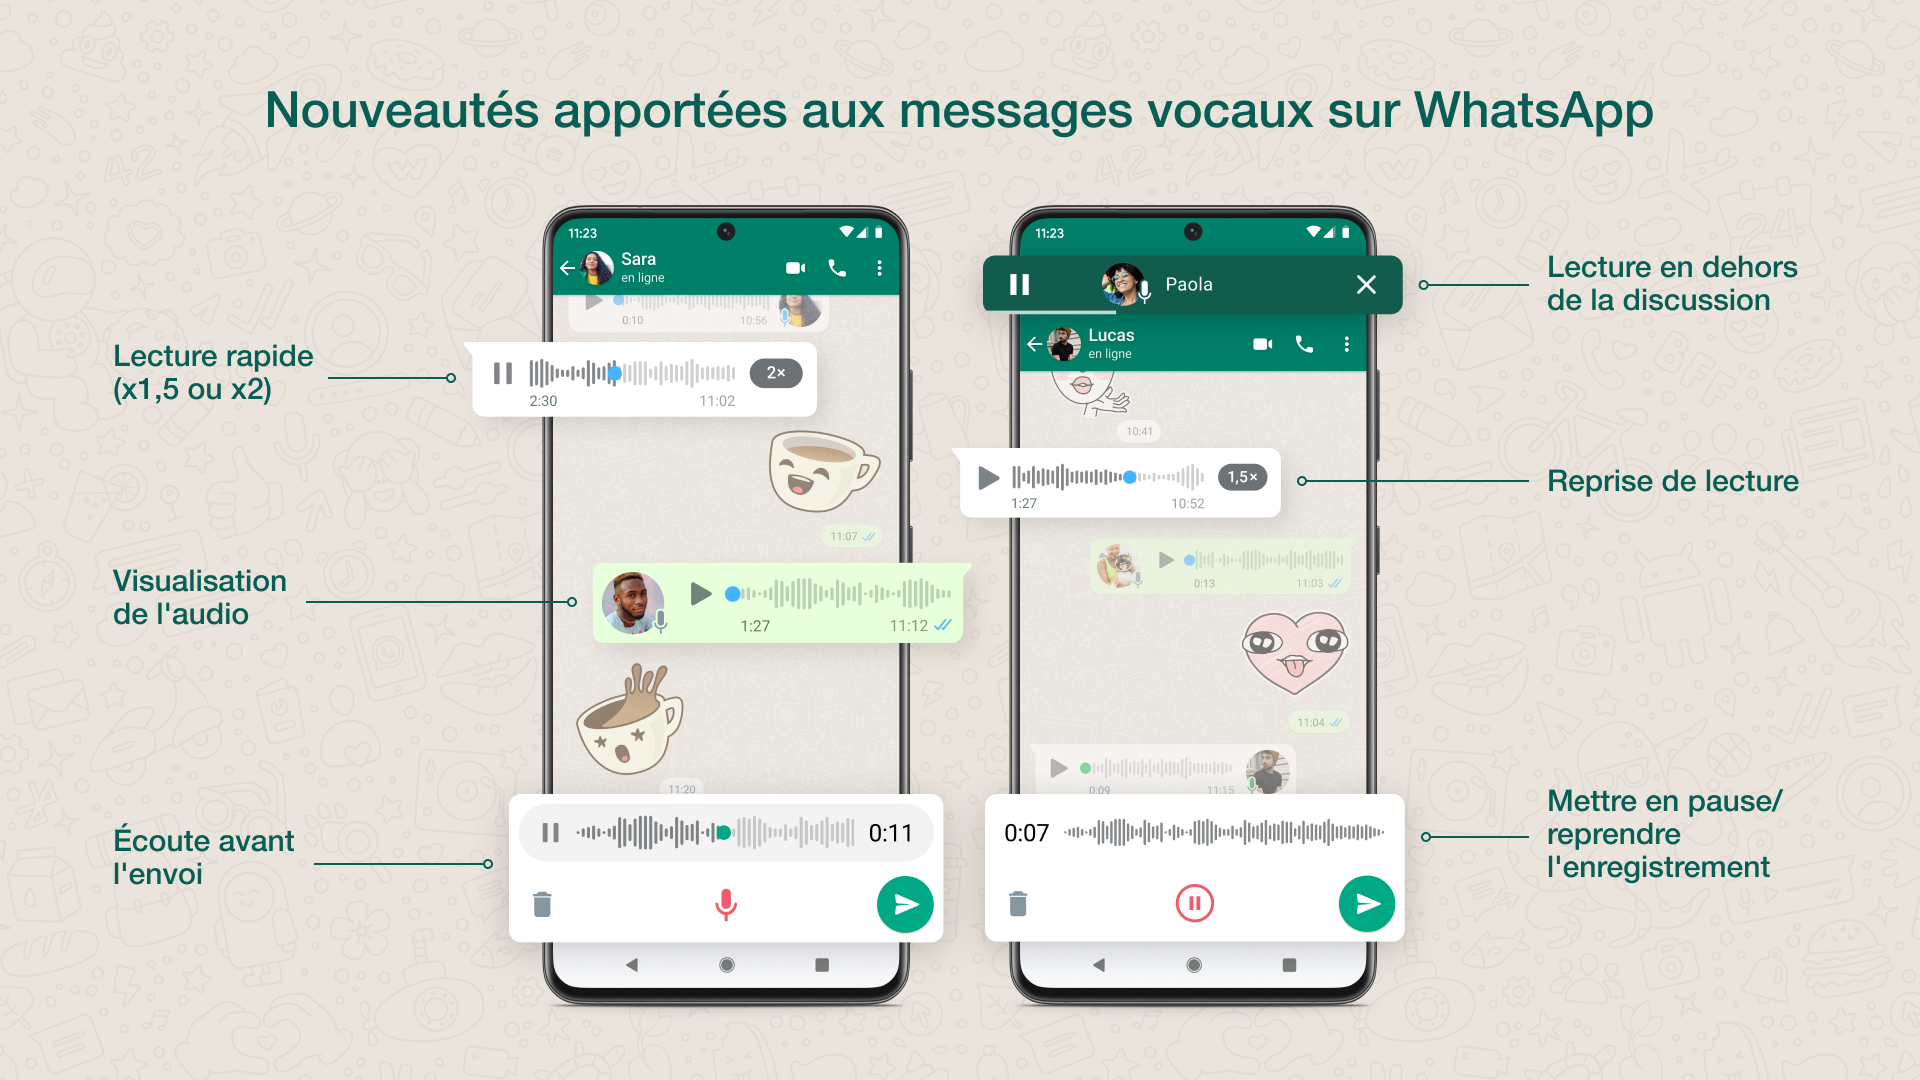 Nouveautés apportées aux messages vocaux sur WhatsApp
Lecture rapide
(x1,5 ou x2)
Visualisation
de l'audio
Écoute avant
l'envoi
11:23
Sara
en ligne
0:10
10:56
2×
2:30
11:02
11:07
1:27
11:12
11:20
0:11
11:23
Paola
Lucas
en ligne
10:41
1,5×
1:27
10:52
0:13
11:03
11:04
0:09
11:15
0:07
Lecture en dehors
de la discussion
Reprise de lecture
Mettre en pause/
reprendre
l'enregistrement